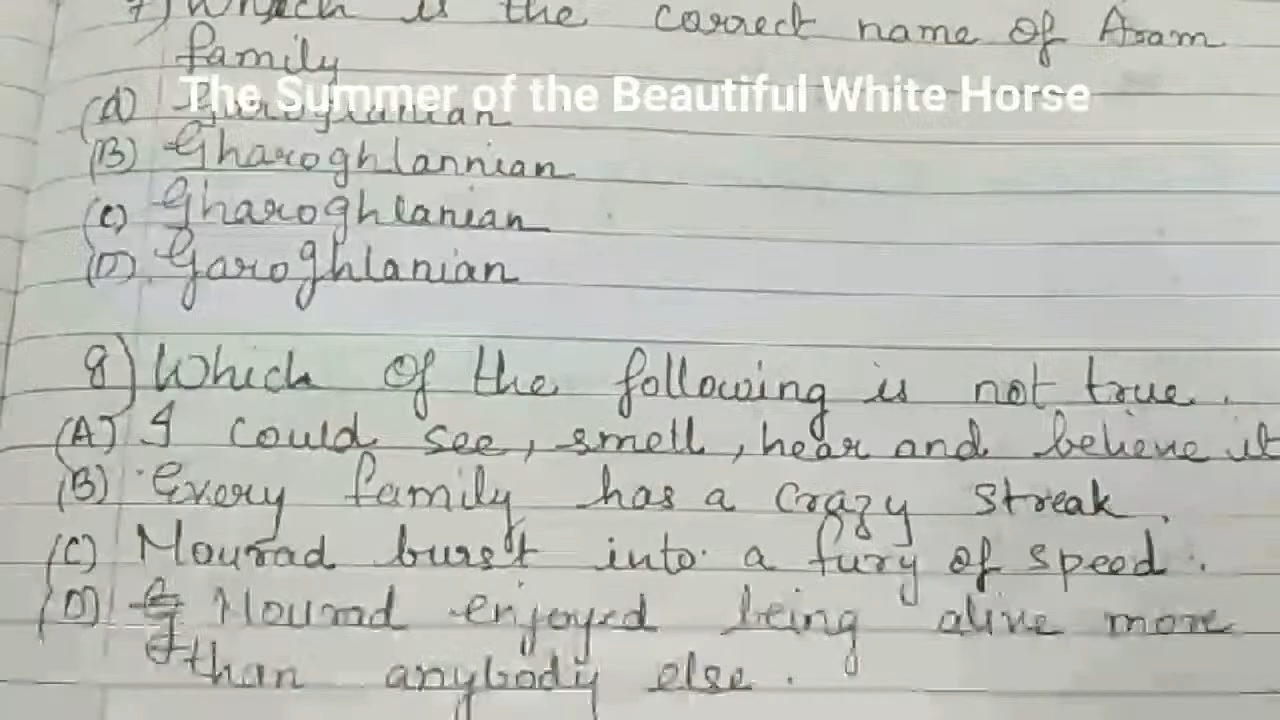 7) Which is the correct name of Aram
family
The Summer of the Beautiful White Horse
(A)
(B) Gharoghlannian
(C) Gharoghlanian
(D) Garoghlanian
8) Which of the following is not true.
(A) I could see, smell, hear and believe it
(B) Every family has a crazy streak.
(C) Mourad burst into a fury of speed.
(D) Mourad enjoyed being alive more
than anybody else.